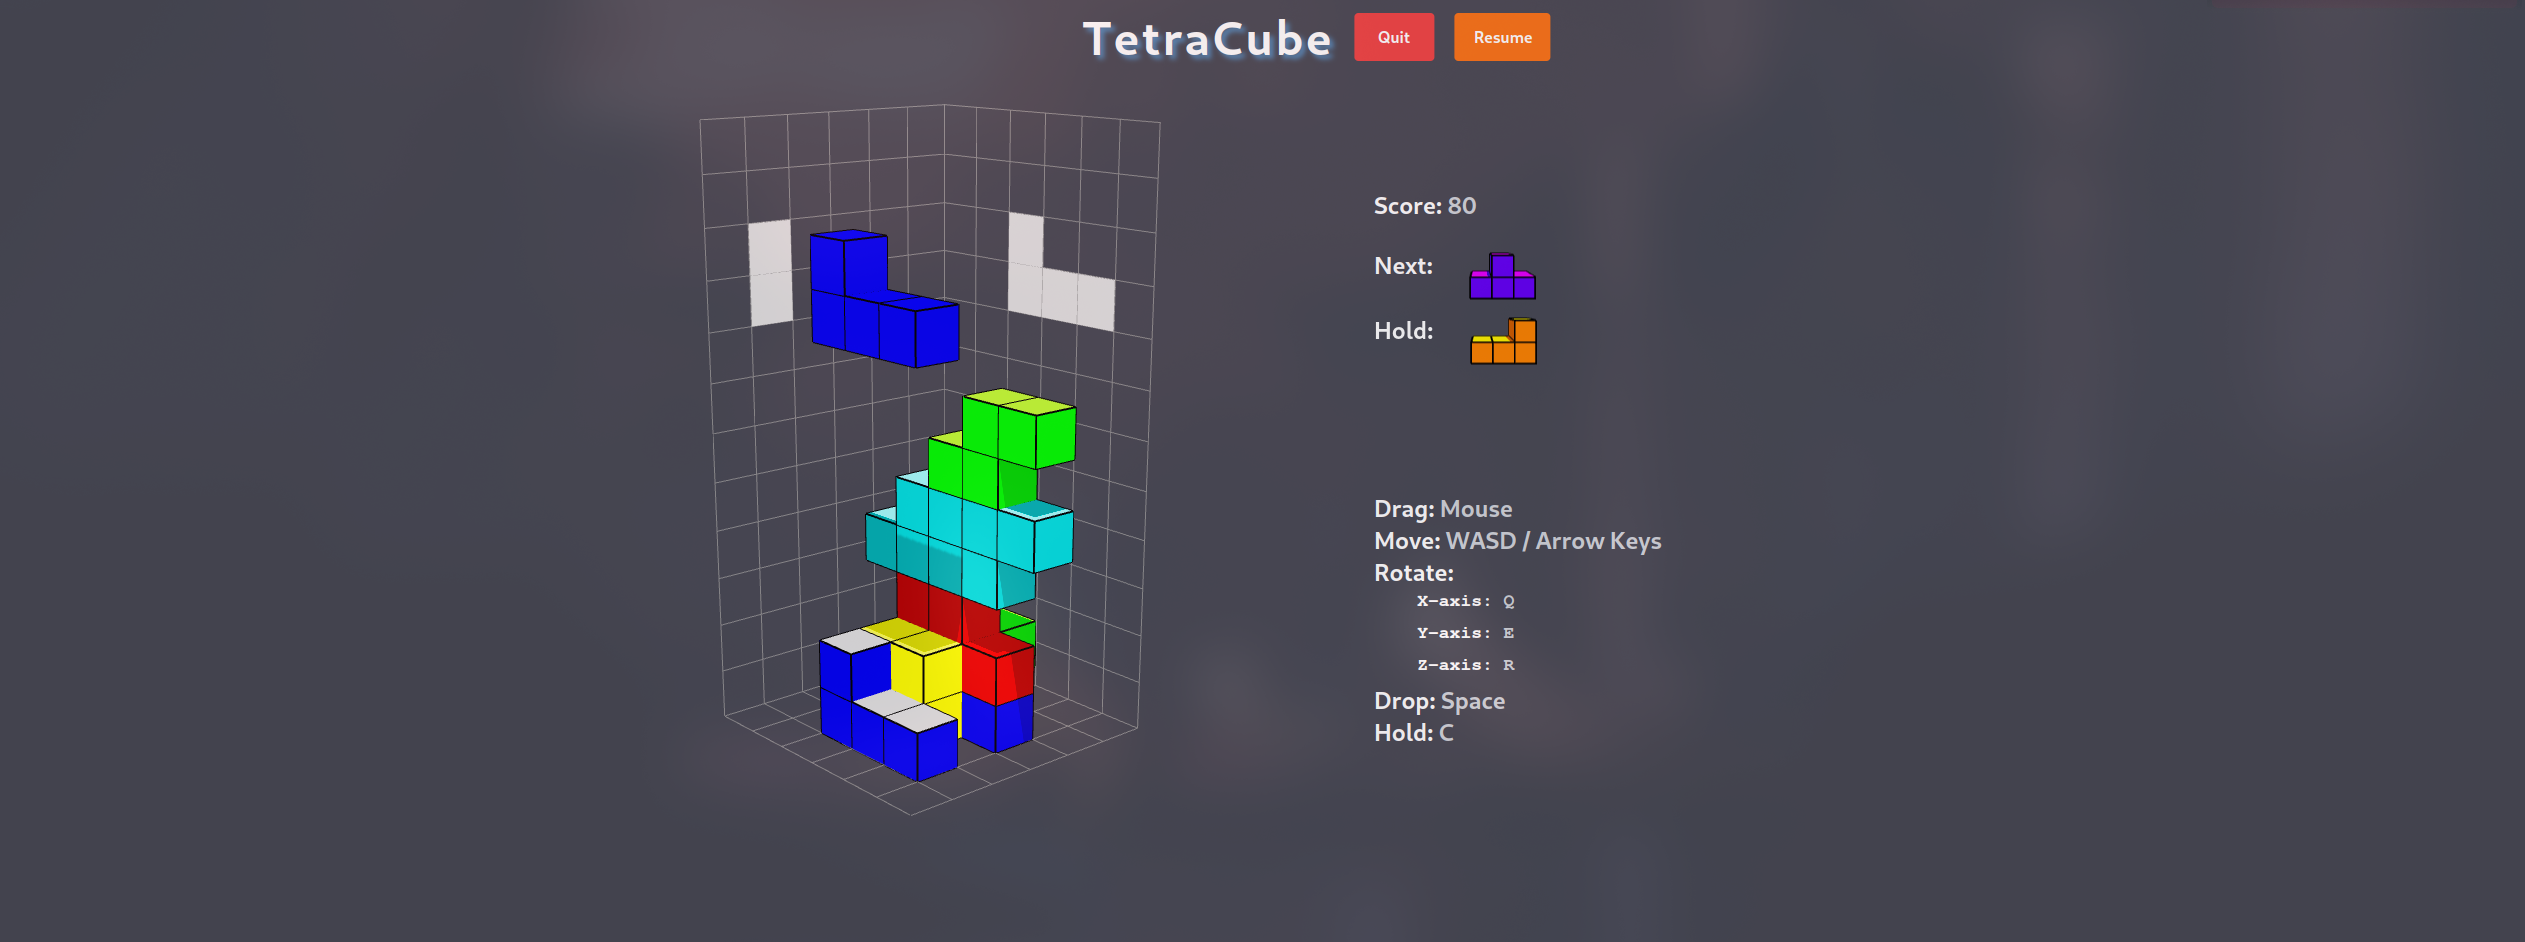 TetraCube Quit Resume
Score: 80
Next:
Hold:
Drag: Mouse
Move: WASD / Arrow Keys
Rotate:
X-axis: Q
Y-axis: E
Z-axis: R
Drop: Space
Hold: C